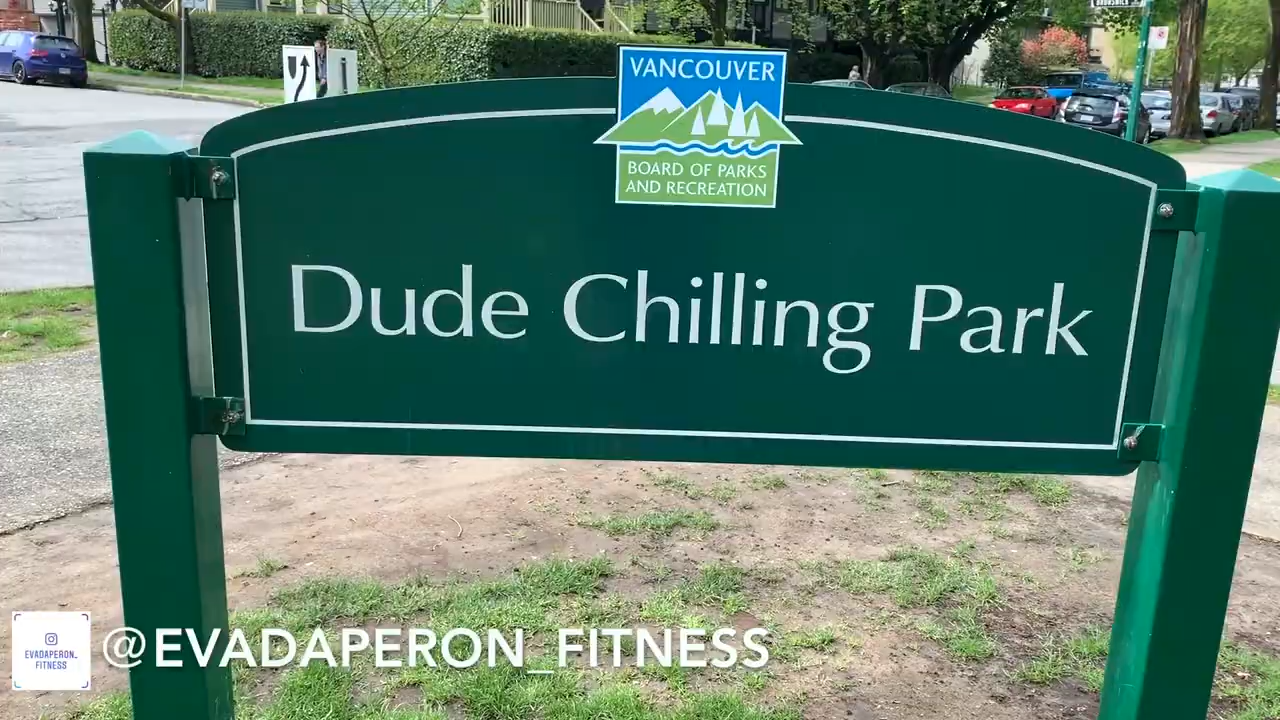 VANCOUVER
BOARD OF PARKS
AND RECREATION
Dude Chilling Park
EVADAPERON_
FITNESS
@EVADAPERON_FITNESS